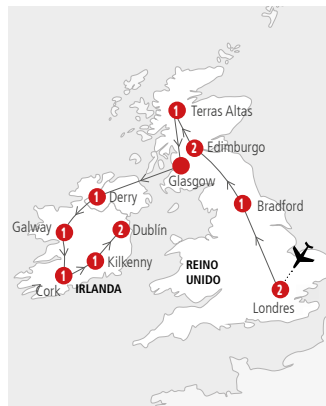 1
Terras Altas
2
Edimburgo
Glasgow
1
Derry
1
Bradford
Galway
1
2
Dublín
1
Kilkenny
REINO
UNIDO
1
Cork
IRLANDA
2
Londres